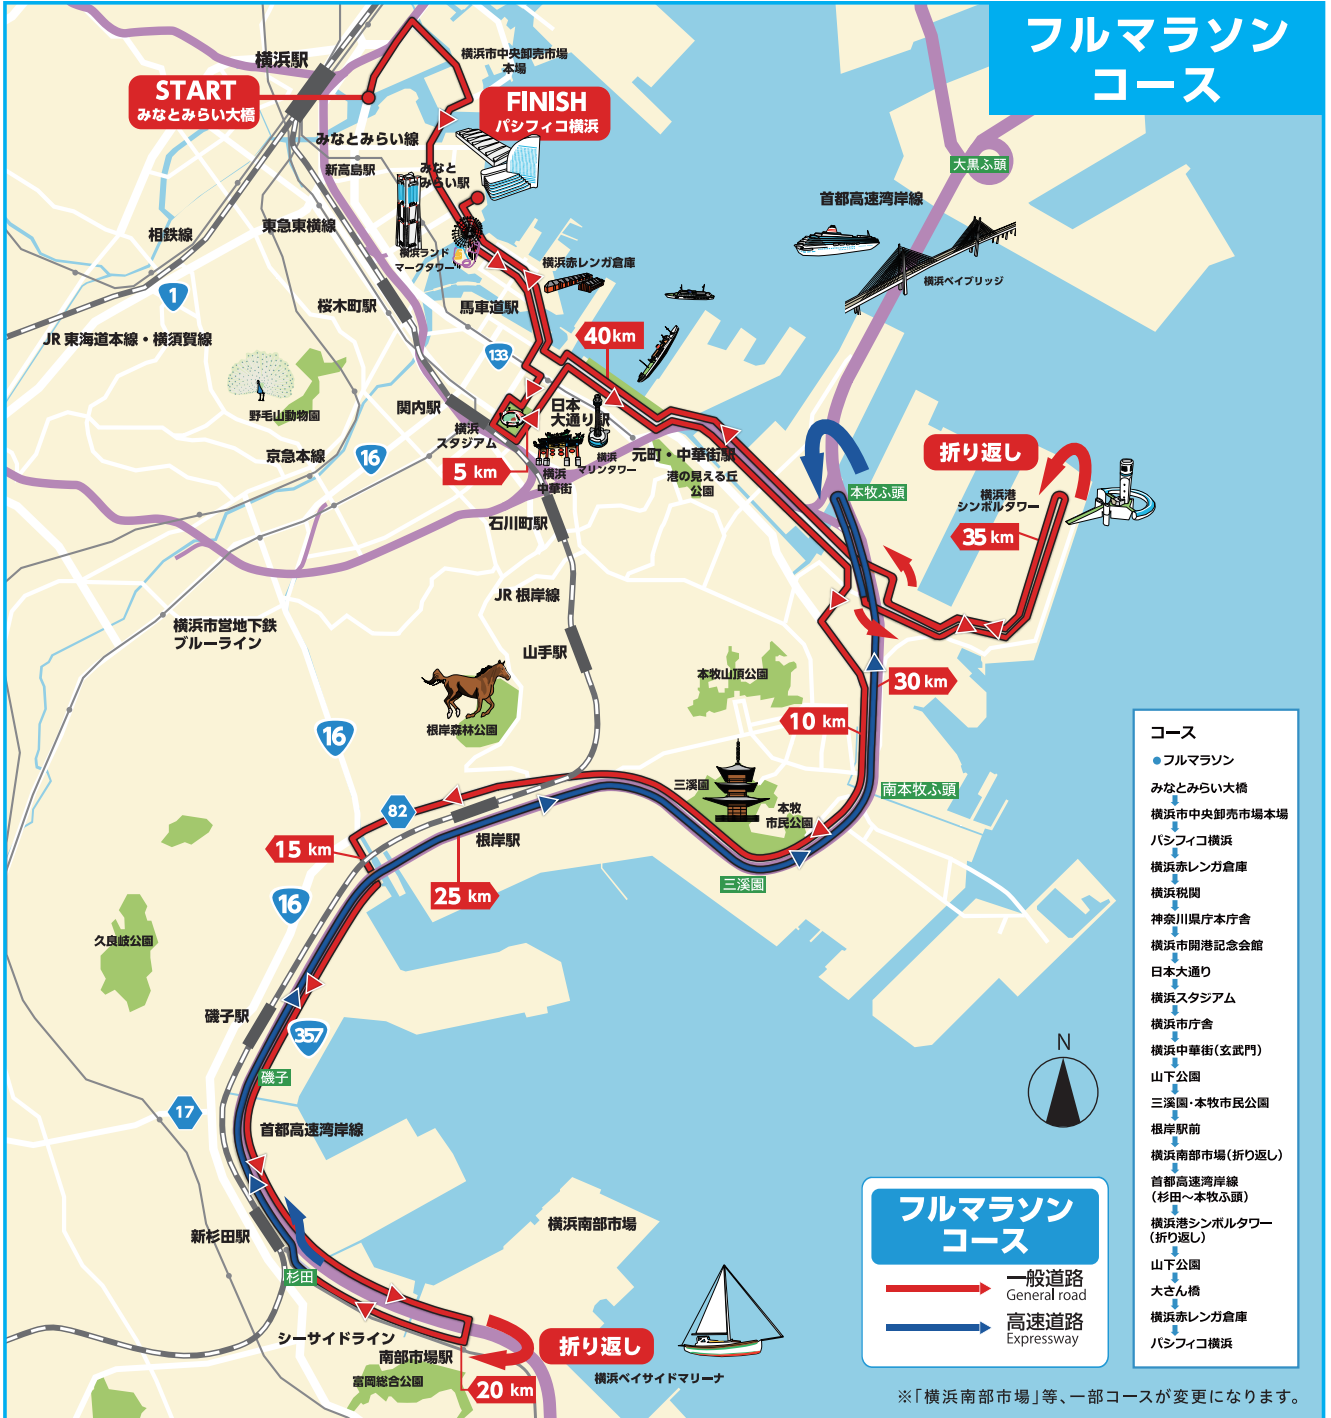 フルマラソン
コース
横浜駅
横浜市中央卸売市場
本場
START
みなとみらい大橋
FINISH
パシフィコ横浜
みなとみらい線
新高島駅
みなと
みらい駅
大黒ふ頭
首都高速湾岸線
相鉄線
東急東横線
横浜ランド
マークタワー
横浜赤レンガ倉庫
横浜ベイブリッジ
1
桜木町駅
馬車道駅
JR 東海道本線・横須賀線
40km
133
野毛山動物園
関内駅
日本
大通り駅
横浜
スタジアム
京急本線
16
5 km
横浜
中華街
横浜
マリンタワー
元町・中華街駅
港の見える丘
公園
折り返し
本牧ふ頭
横浜港
シンボルタワー
石川町駅
35 km
JR 根岸線
横浜市営地下鉄
ブルーライン
山手駅
本牧山頂公園
30 km
根岸森林公園
10 km
16
三溪園
南本牧ふ頭
82
本牧
市民公園
根岸駅
15 km
25 km
三溪園
16
久良岐公園
磯子駅
357
磯子
17
首都高速湾岸線
新杉田駅
横浜南部市場
杉田
シーサイドライン
南部市場駅
折り返し
富岡総合公園
20 km
横浜ベイサイドマリーナ
N
フルマラソン
コース
一般道路
General road
高速道路
Expressway
コース
●フルマラソン
みなとみらい大橋
横浜市中央卸売市場本場
パシフィコ横浜
横浜赤レンガ倉庫
横浜税関
神奈川県庁本庁舎
横浜市開港記念会館
日本大通り
横浜スタジアム
横浜市庁舎
横浜中華街(玄武門)
山下公園
三溪園・本牧市民公園
根岸駅前
横浜南部市場(折り返し)
首都高速湾岸線
(杉田～本牧ふ頭)
横浜港シンボルタワー
(折り返し)
山下公園
大さん橋
横浜赤レンガ倉庫
パシフィコ横浜
※「横浜南部市場」等、一部コースが変更になります。